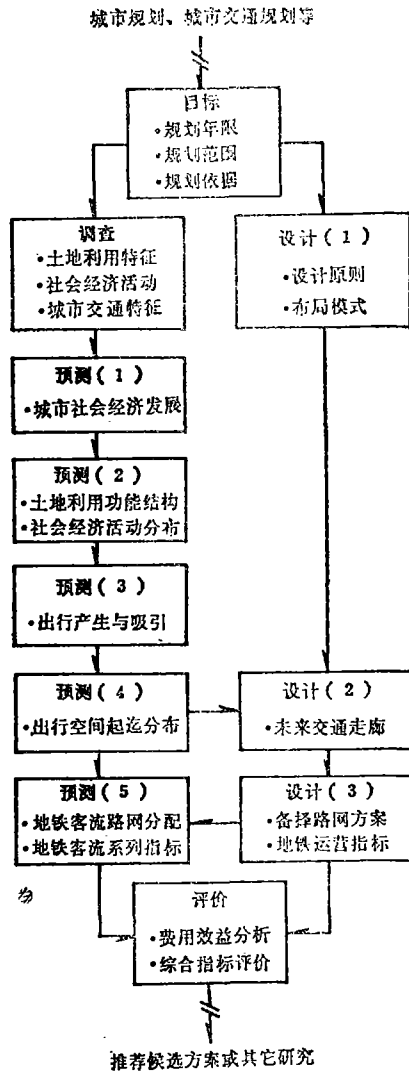 城市规划、城市交通规划等
目标
•规划年限
•规划范围
•规划依据
调查
•土地利用特征
•社会经济活动
•城市交通特征
设计(1)
•设计原则
•布局模式
预测(1)
•城市社会经济发展
预测(2)
•土地利用功能结构
•社会经济活动分布
预测(3)
•出行产生与吸引
预测(4)
•出行空间起迄分布
设计(2)
•未来交通走廊
预测(5)
•地铁客流路网分配
•地铁客流系列指标
设计(3)
•备择路网方案
•地铁运营指标
评价
•费用效益分析
•综合指标评价
推荐候选方案或其它研究